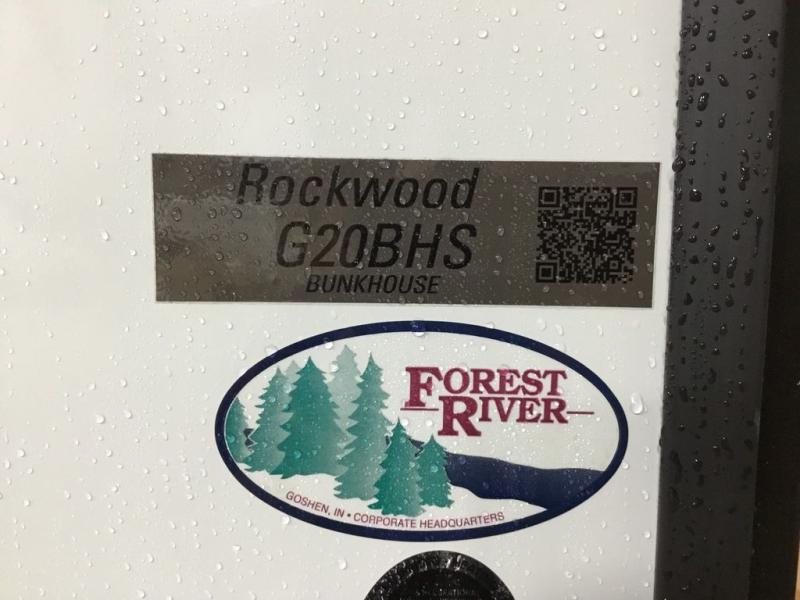 Rockwood
G20BHS
BUNKHOUSE
FOREST
RIVER
GOSHEN, IN • CORPORATE HEADQUARTERS